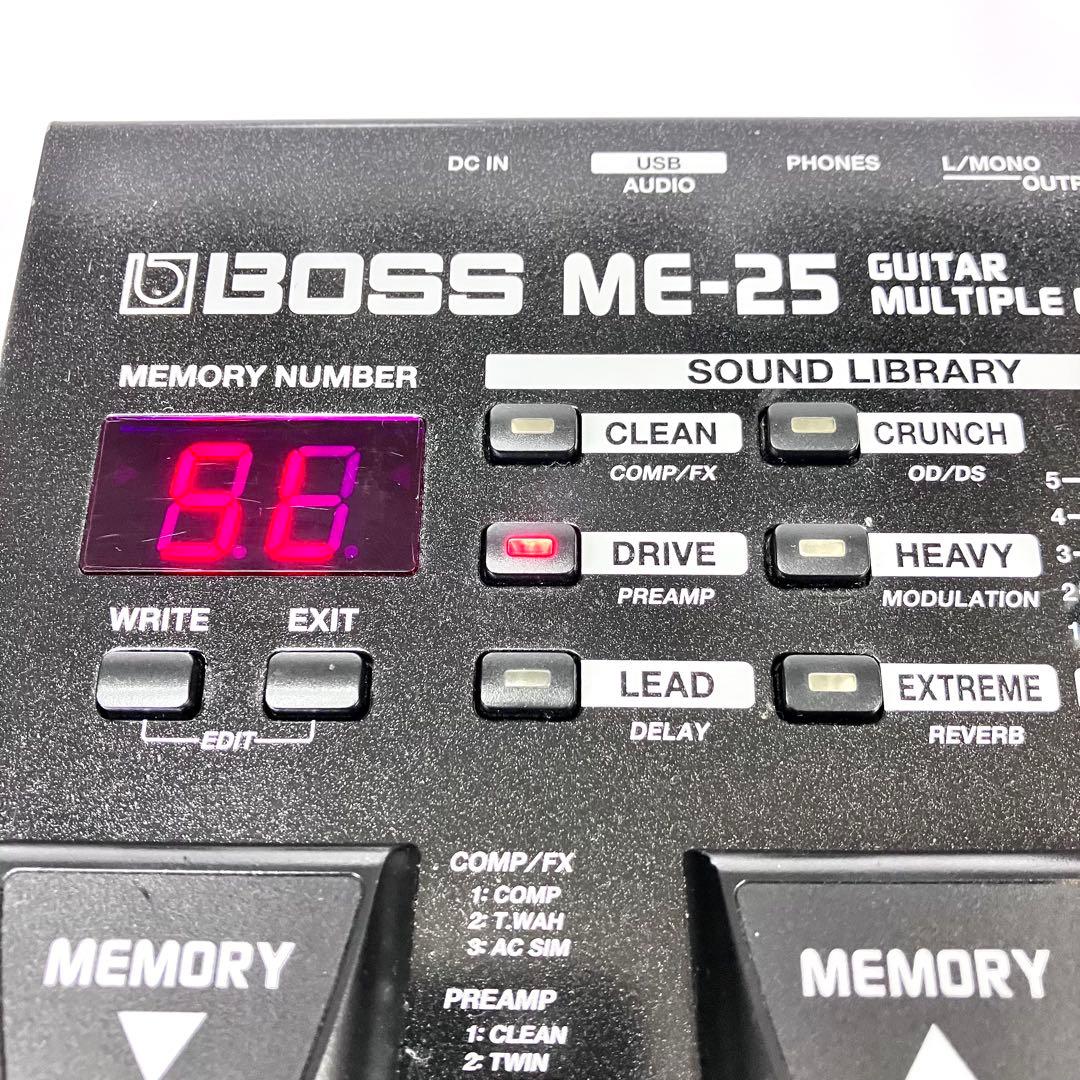 DC IN
USB
AUDIO
PHONES
L/MONO
BOSS ME-25
GUITAR
MULTIPLE
MEMORY NUMBER
SOUND LIBRARY
CLEAN
COMP/FX
CRUNCH
OD/DS
5
4
3
2
1
DRIVE
PREAMP
HEAVY
MODULATION
WRITE
EXIT
EDIT
LEAD
DELAY
EXTREME
REVERB
MEMORY
COMP/FX
1: COMP
2: T.WAH
3: AC SIM
PREAMP
1: CLEAN
2: TWIN
MEMORY